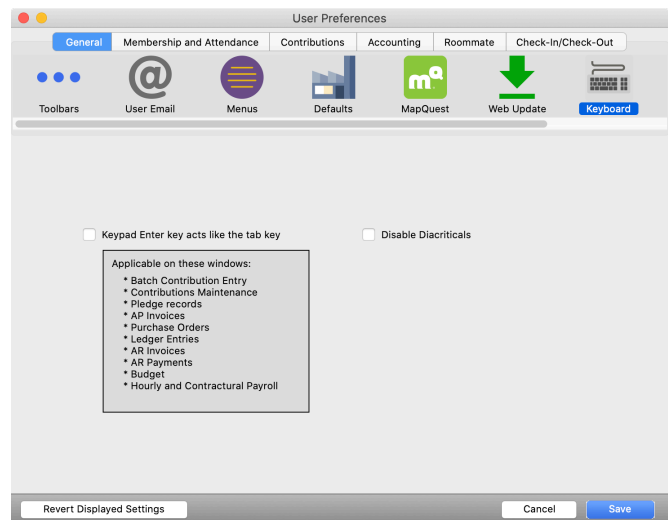 User Preferences
General Membership and Attendance Contributions Accounting Roommate Check-In/Check-Out
@ mq
Toolbars User Email Menus Defaults MapQuest Web Update Keyboard
Keypad Enter key acts like the tab key Disable Diacriticals
Applicable on these windows:
* Batch Contribution Entry
* Contributions Maintenance
* Pledge records
* AP Invoices
* Purchase Orders
* Ledger Entries
* AR Invoices
* AR Payments
* Budget
* Hourly and Contractural Payroll
Revert Displayed Settings Cancel Save